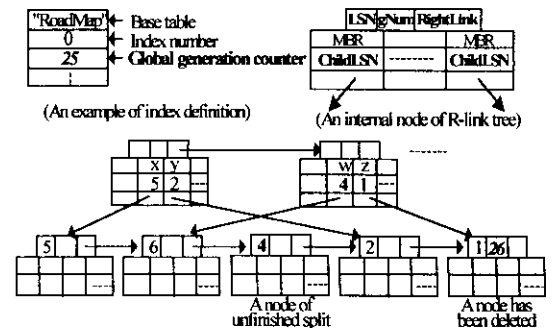 "RoadMap" Base table
0 Index number
25 Global generation counter
(An example of index definition)
LSN gNum RightLink
MBR MBR
ChildLSN ------ ChildLSN
(An internal node of R-link tree)
x y
5 2
w z
4 1
5 6 4 2 1 26
A node of
unfinished split
A node has
been deleted